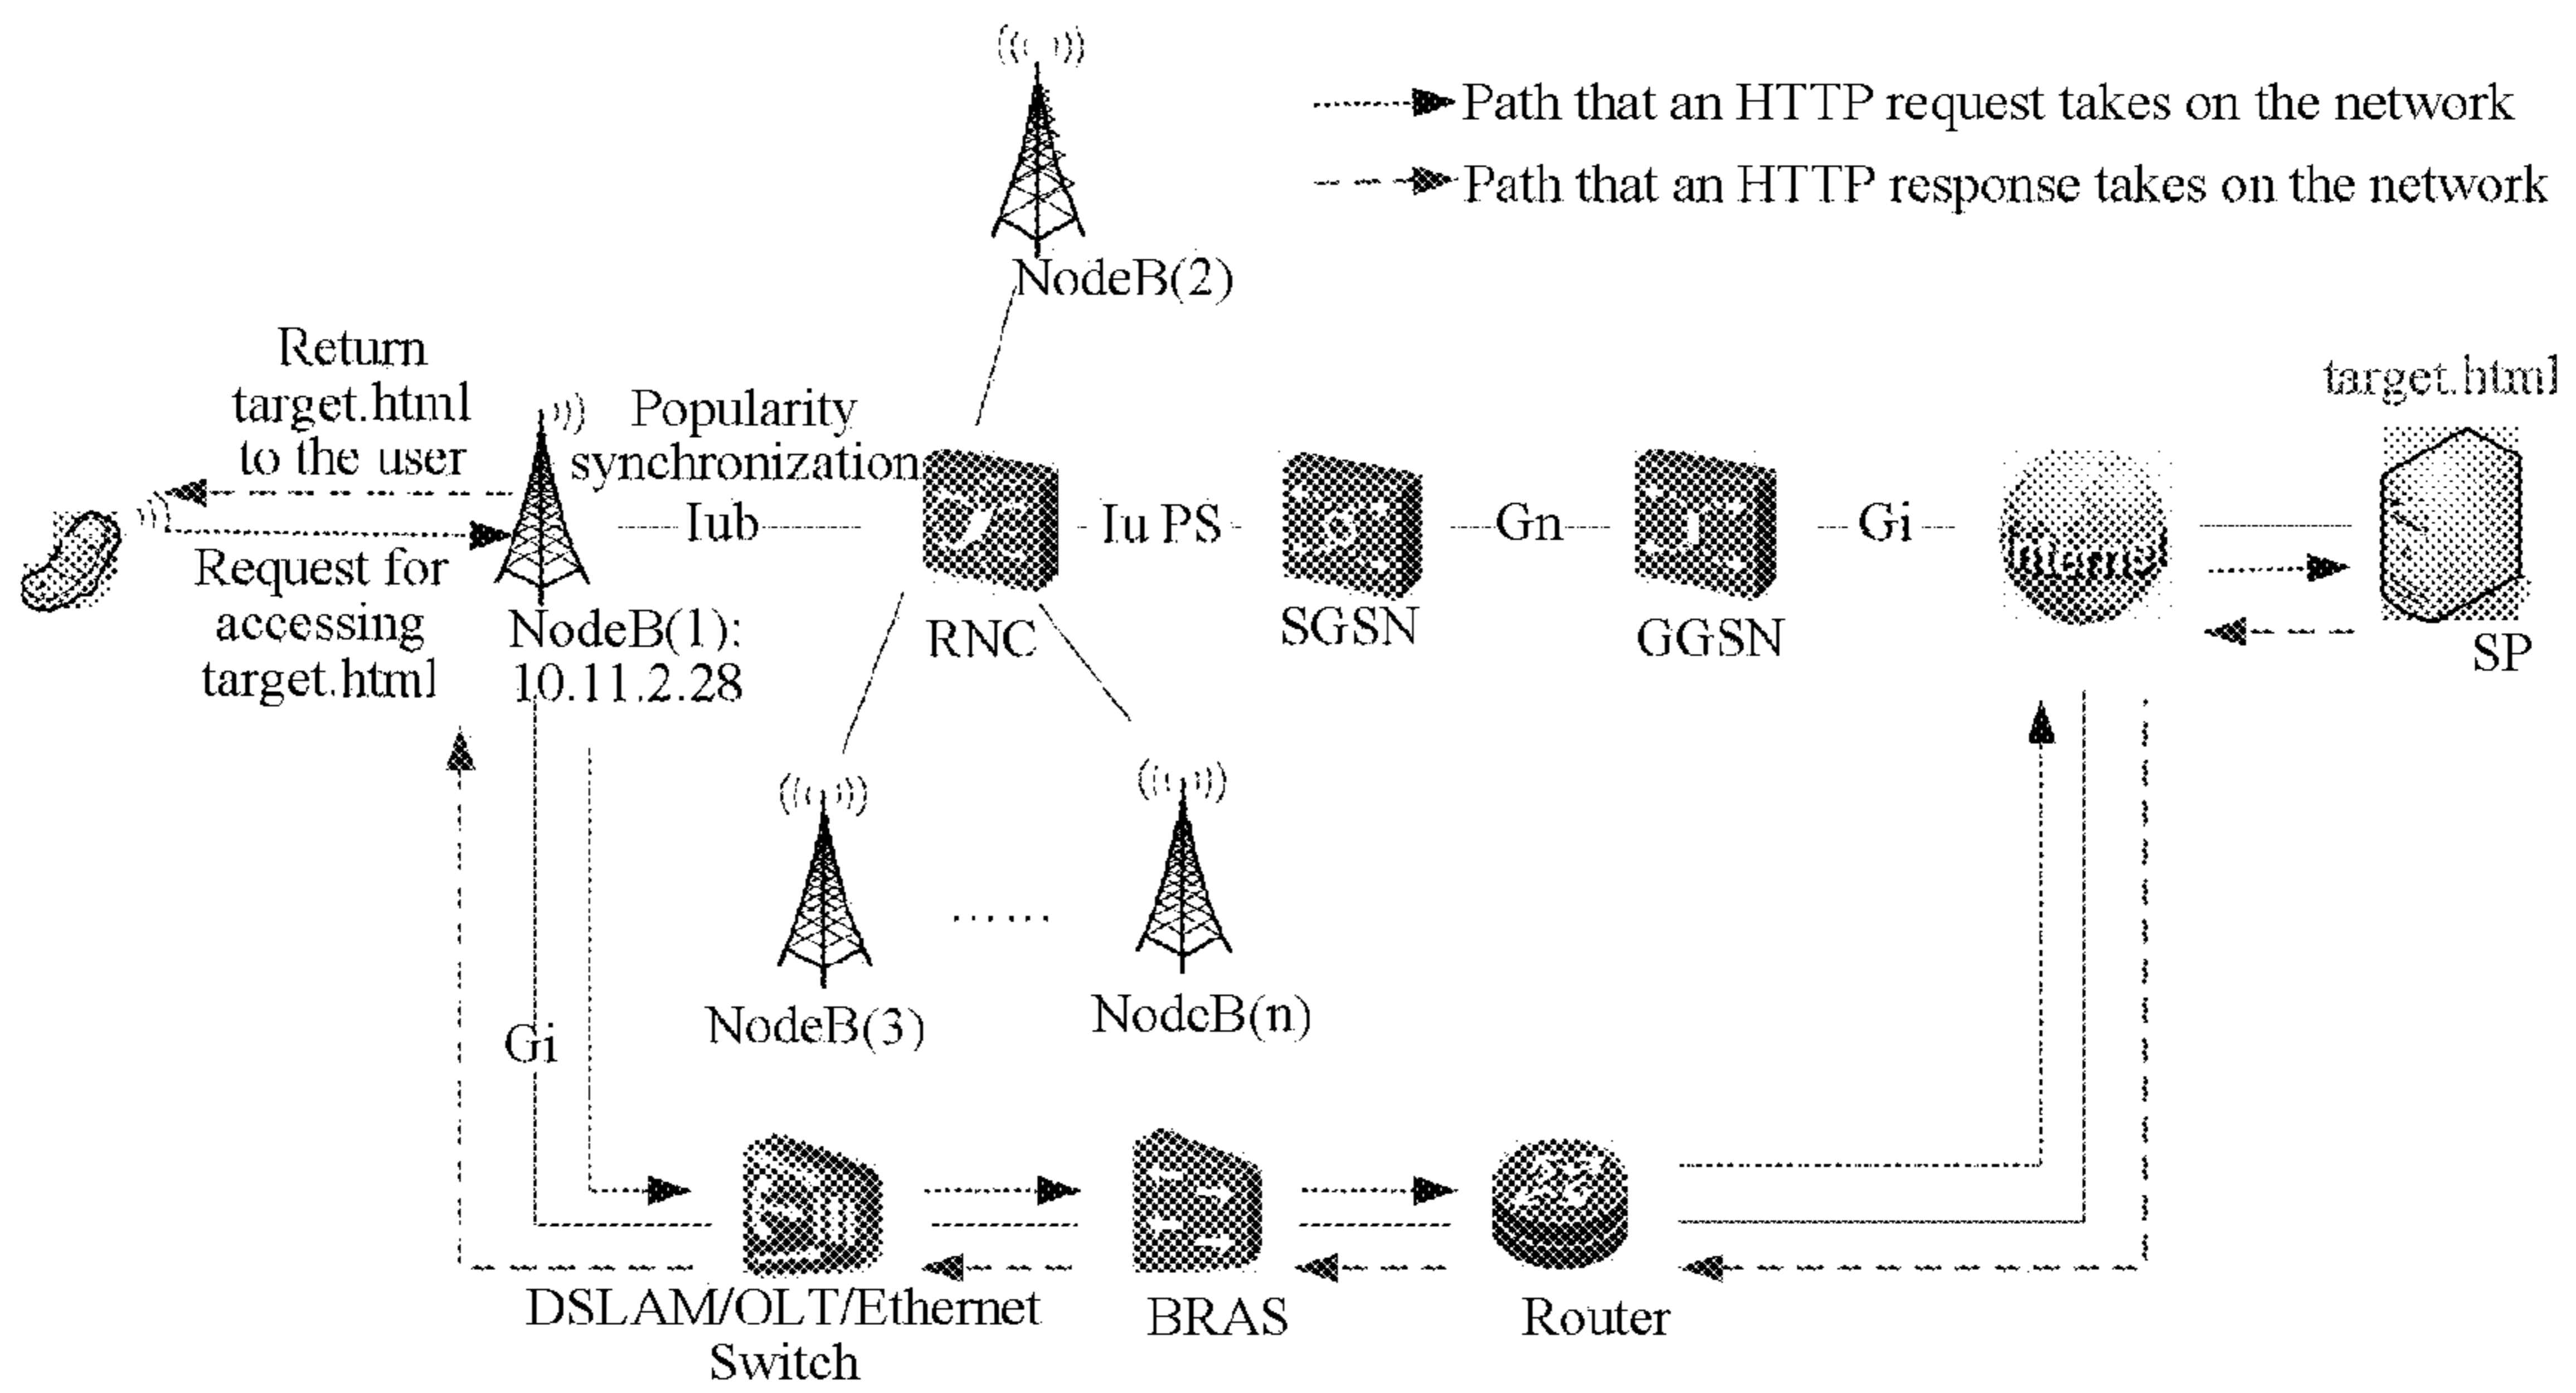 Path that an HTTP request takes on the network
Path that an HTTP response takes on the network
NodeB(2)
Return
target.html
to the user
Popularity
synchronization
target.html
Iub
Iu PS
Gn
Gi
Internet
Request for
accessing
target.html
NodeB(1):
10.11.2.28
RNC
SGSN
GGSN
SP
NodeB(3)
......
NodeB(n)
Gi
DSLAM/OLT/Ethernet
Switch
BRAS
Router